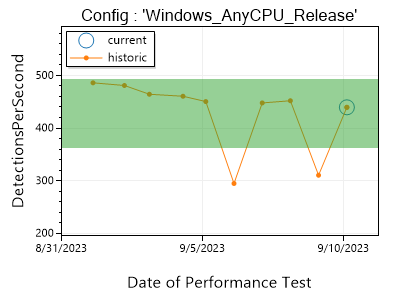 Config : 'Windows_AnyCPU_Release'
current
historic
DetectionsPerSecond
500
400
300
200
8/31/2023
9/5/2023
9/10/2023
Date of Performance Test